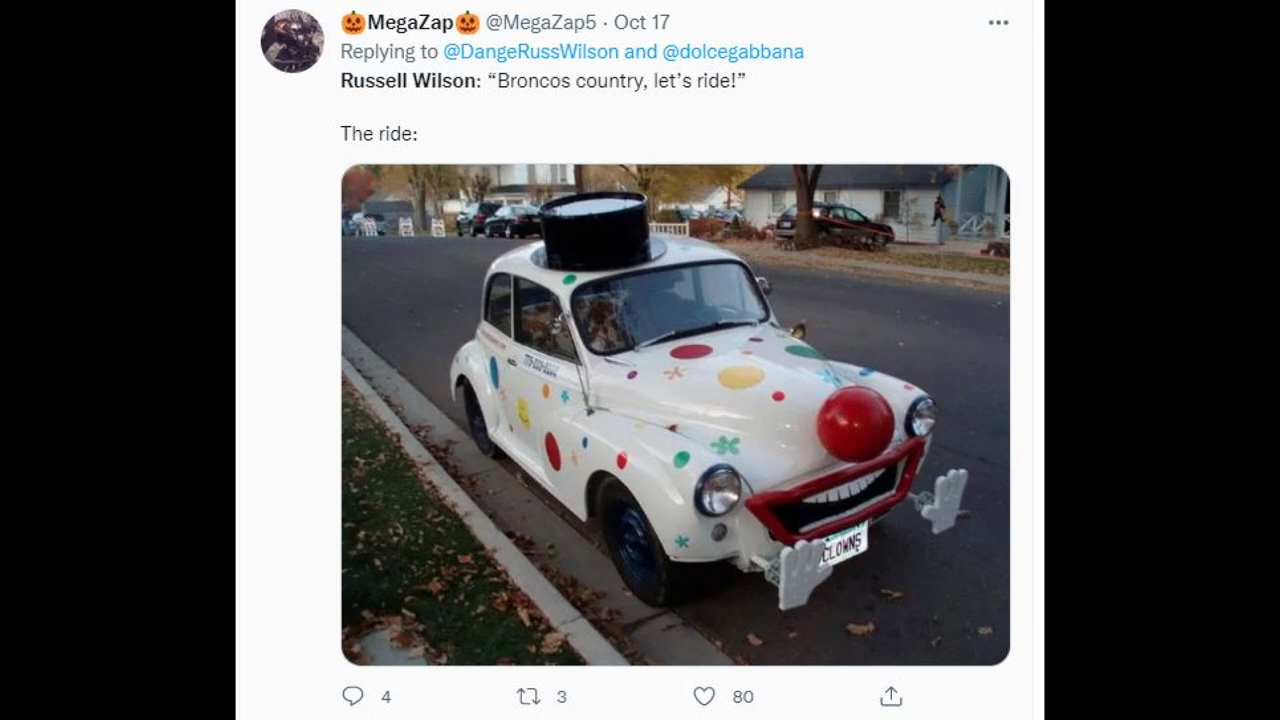 🎃MegaZap🎃 @MegaZap5 · Oct 17
Replying to @DangeRussWilson and @dolcegabbana
Russell Wilson: “Broncos country, let’s ride!”
The ride:
CLOWNS
4 3 80